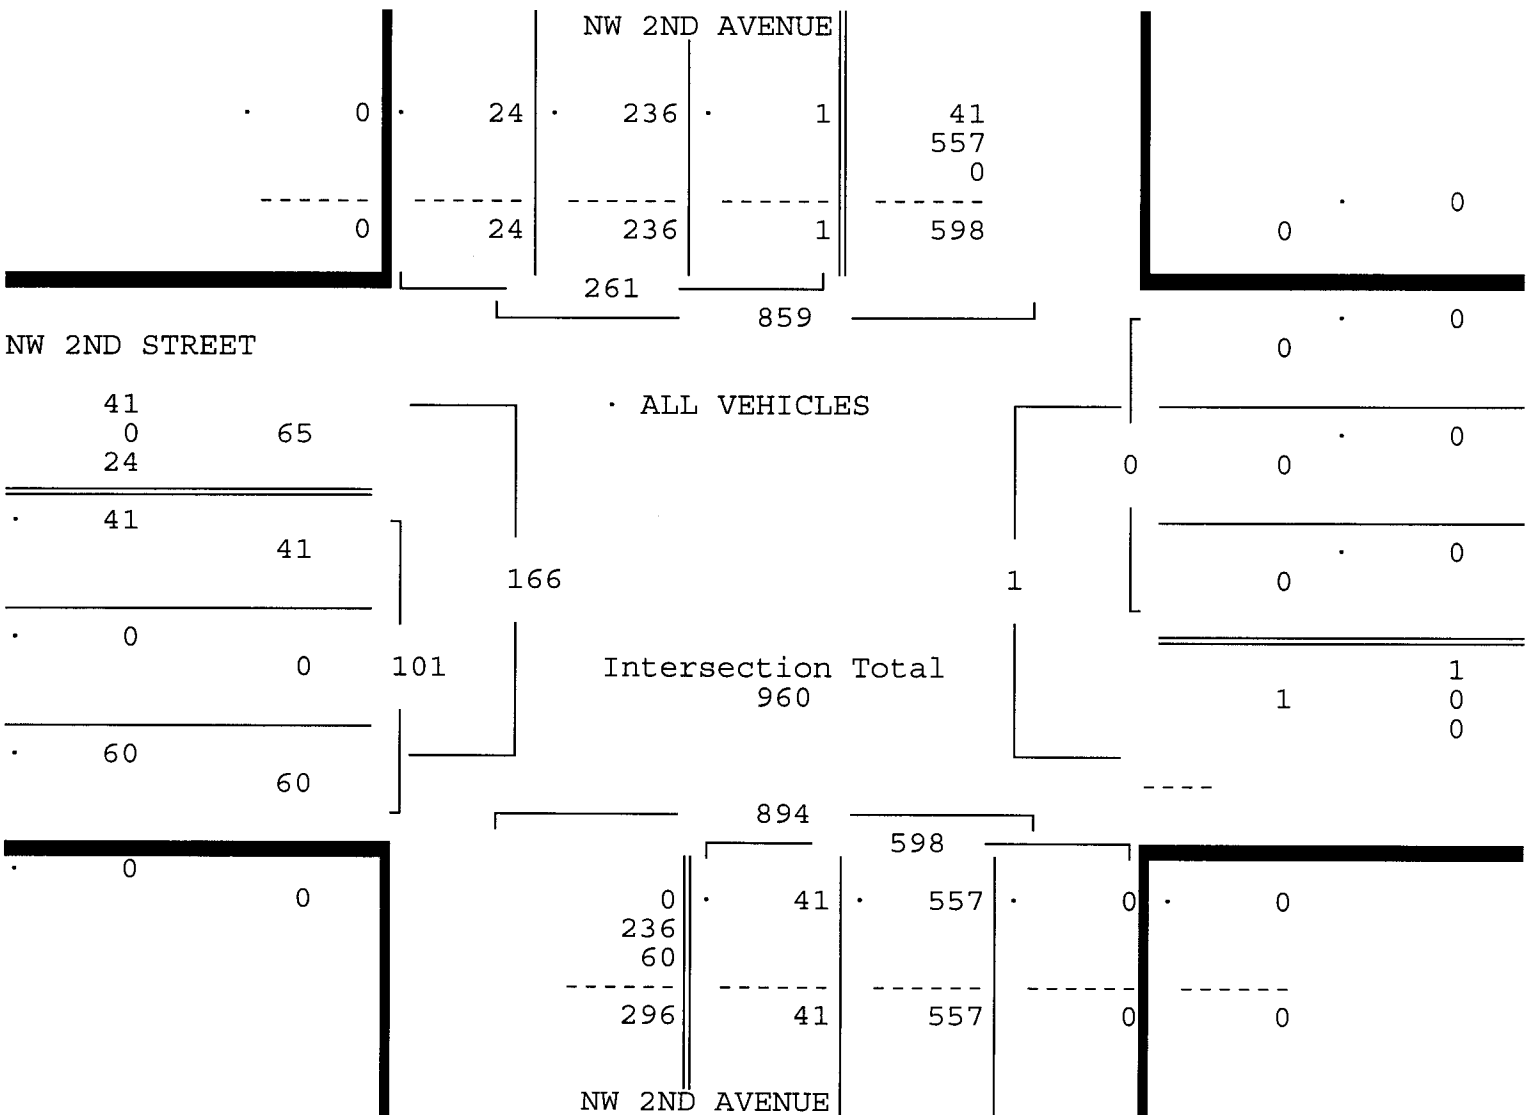 NW 2ND AVENUE
· 0 · 24 · 236 · 1 41
557
0
------ ------ ------ ------ ------
· 0
0 24 236 1 598 0
261
859 · 0
NW 2ND STREET 0
41 · ALL VEHICLES
0 65 · 0
24 0 0
· 41
41 · 0
166 1 0
· 0
0 101 Intersection Total 1
960 1 0
0
· 60
60 ----
894
598
· 0
0 0 · 41 · 557 · 0 · 0
236
60
------ ------ ------ ------ ------
296 41 557 0 0
NW 2ND AVENUE